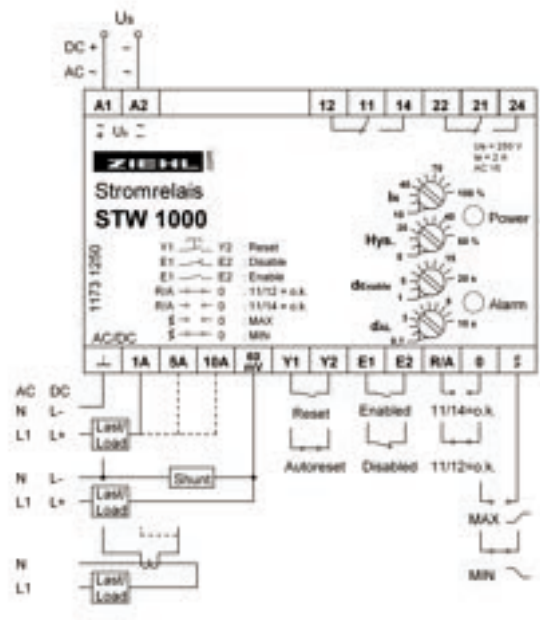 Us
DC + ~
AC ~ ~
A1 A2 12 11 14 22 21 24
Us
ZIEHL
Stromrelais
STW 1000
1173 1250
Y1 Y2 Reset
E1 E2 Disable
E1 E2 Enable
R/A 0 11/12 = o.k.
R/A 0 11/14 = o.k.
0 MAX
0 MIN
70
40 100 %
10
Hys.
Power
Alarm
AC/DC
1A 5A 10A 60 mV Y1 Y2 E1 E2 R/A 0
AC DC
N L-
L1 L+
Last/
Load
Reset Enabled 11/14=o.k.
Autoreset Disabled 11/12=o.k.
N L-
L1 L+
Shunt
Last/
Load
MAX
MIN
N
L1
Last/
Load